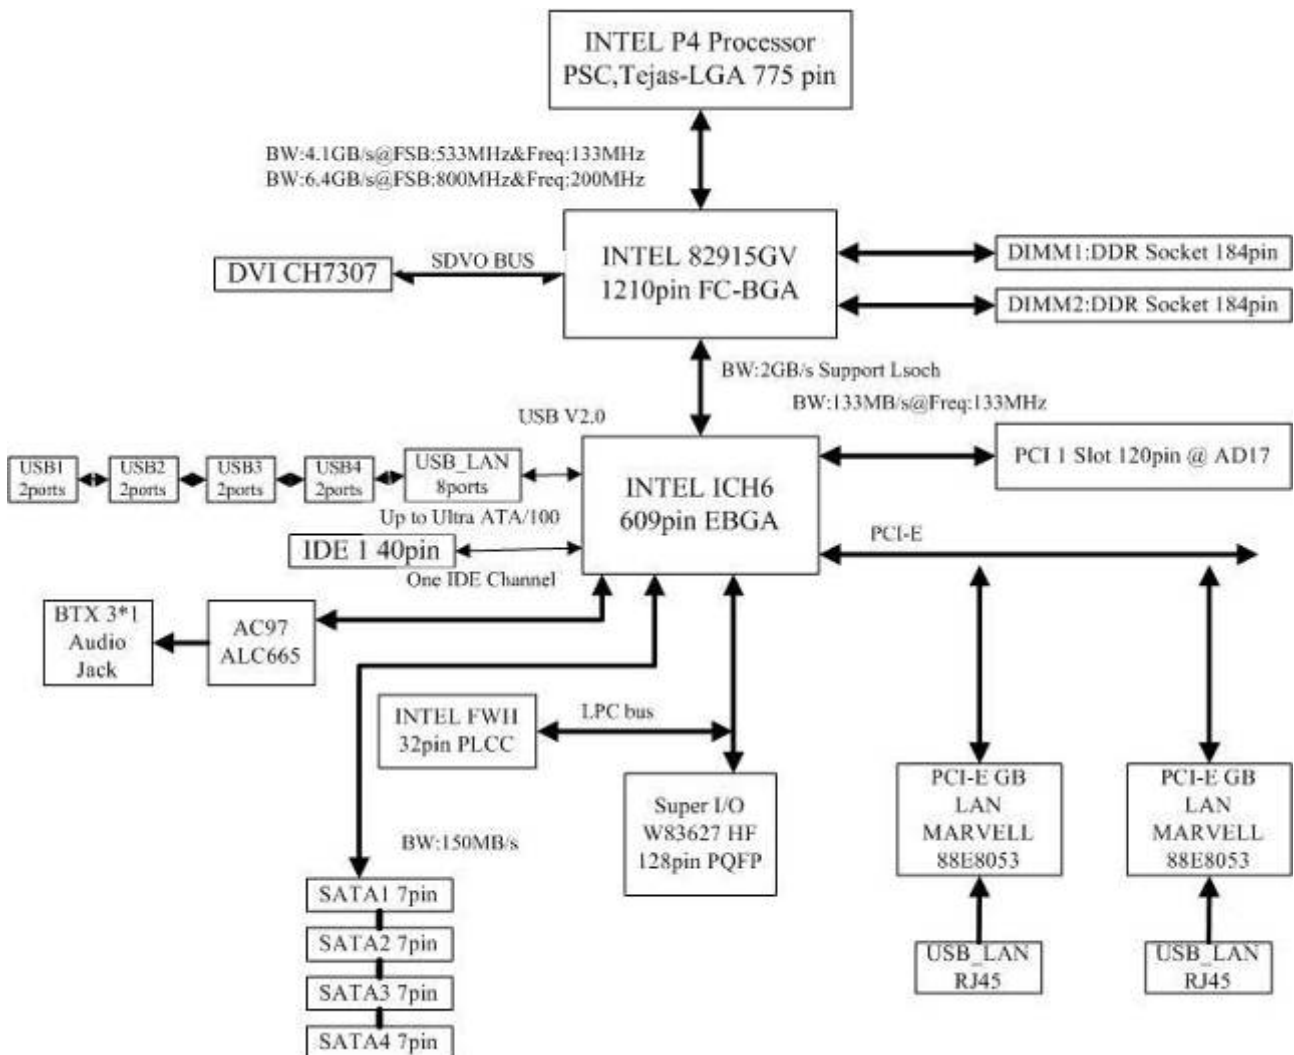 INTEL P4 Processor
PSC,Tejas-LGA 775 pin
BW:4.1GB/s@FSB:533MHz&Freq:133MHz
BW:6.4GB/s@FSB:800MHz&Freq:200MHz
INTEL 82915GV
1210pin FC-BGA
SDVO BUS
DVI CH7307
DIMM1:DDR Socket 184pin
DIMM2:DDR Socket 184pin
BW:2GB/s Support Lsoch
BW:133MB/s@Freq:133MHz
USB V2.0
USB1
2ports
USB2
2ports
USB3
2ports
USB4
2ports
USB_LAN
8ports
INTEL ICH6
609pin EBGA
PCI 1 Slot 120pin @ AD17
Up to Ultra ATA/100
IDE 1 40pin
One IDE Channel
PCI-E
BTX 3*1
Audio
Jack
AC97
ALC665
INTEL FWH
32pin PLCC
LPC bus
Super I/O
W83627 HF
128pin PQFP
PCI-E GB
LAN
MARVELL
88E8053
PCI-E GB
LAN
MARVELL
88E8053
BW:150MB/s
SATA1 7pin
SATA2 7pin
SATA3 7pin
SATA4 7pin
USB_LAN
RJ45
USB_LAN
RJ45